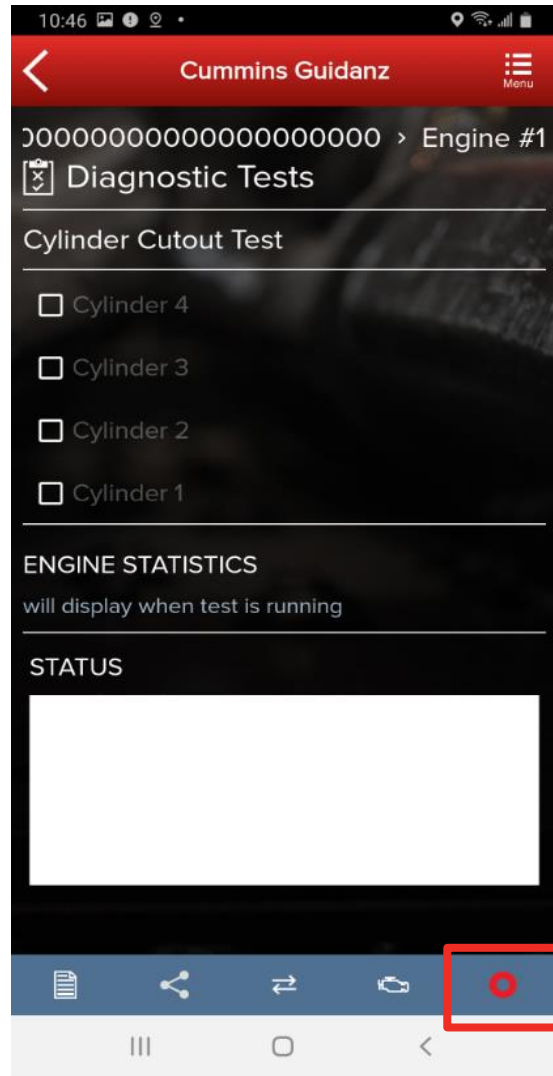 10:46
Cummins Guidanz
Menu
00000000000000000000 > Engine #1
Diagnostic Tests
Cylinder Cutout Test
Cylinder 4
Cylinder 3
Cylinder 2
Cylinder 1
ENGINE STATISTICS
will display when test is running
STATUS